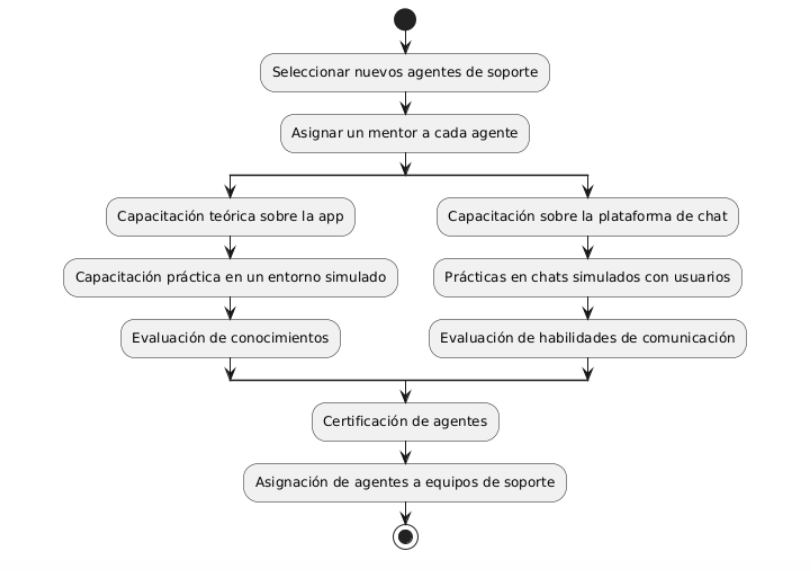 Seleccionar nuevos agentes de soporte
Asignar un mentor a cada agente
Capacitación teórica sobre la app
Capacitación práctica en un entorno simulado
Evaluación de conocimientos
Capacitación sobre la plataforma de chat
Prácticas en chats simulados con usuarios
Evaluación de habilidades de comunicación
Certificación de agentes
Asignación de agentes a equipos de soporte